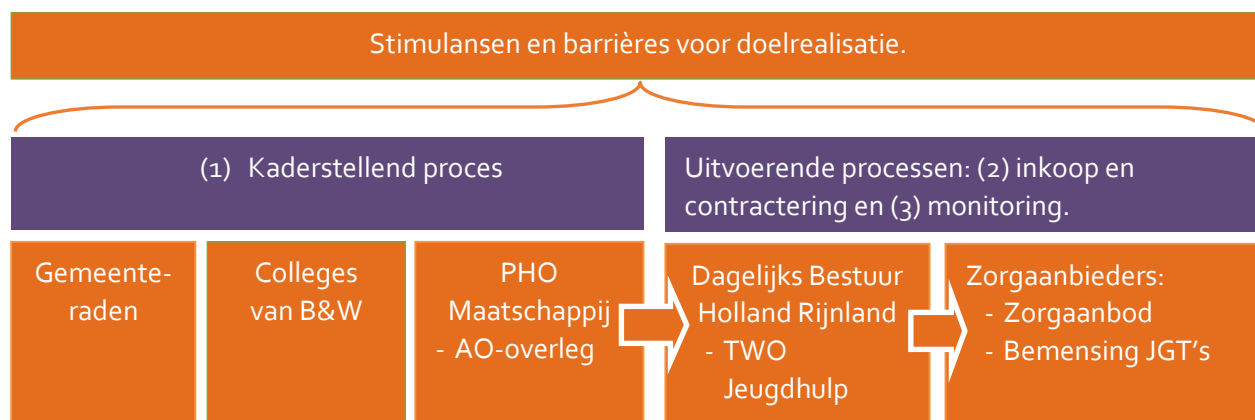 Stimulansen en barrières voor doelrealisatie.
(1) Kaderstellend proces
Uitvoerende processen: (2) inkoop en
contractering en (3) monitoring.
Gemeente-
raden
Colleges
van B&W
PHO
Maatschappij
- AO-overleg
Dagelijks Bestuur
Holland Rijnland
- TWO
Jeugdhulp
Zorgaanbieders:
- Zorgaanbod
- Bemensing JGT's